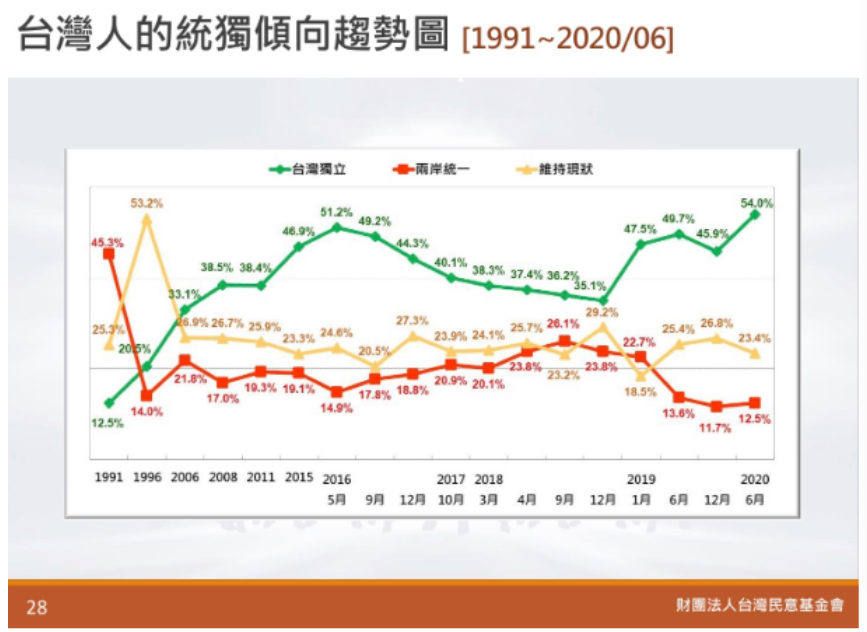 台灣人的統獨傾向趨勢圖 [1991~2020/06]
台灣獨立 兩岸統一 維持現狀
53.2% 51.2% 49.2% 49.7% 54.0%
45.3% 46.9% 44.3% 47.5% 45.9%
38.5% 38.4% 40.1% 38.3% 37.4% 36.2% 35.1%
33.1% 29.2%
25.3% 26.9% 26.7% 25.9% 23.3% 24.6% 27.3% 23.9% 24.1% 25.7% 26.1% 22.7% 25.4% 26.8% 23.4%
20.5% 20.5%
21.8% 17.0% 19.3% 19.1% 17.8% 18.8% 20.9% 20.1% 23.8% 23.2% 23.8% 18.5%
12.5% 14.0% 14.9% 13.6% 11.7% 12.5%
1991 1996 2006 2008 2011 2015 2016 2017 2018 2019 2020
5月 9月 12月 10月 3月 4月 9月 12月 1月 6月 12月 6月
28 財團法人台灣民意基金會